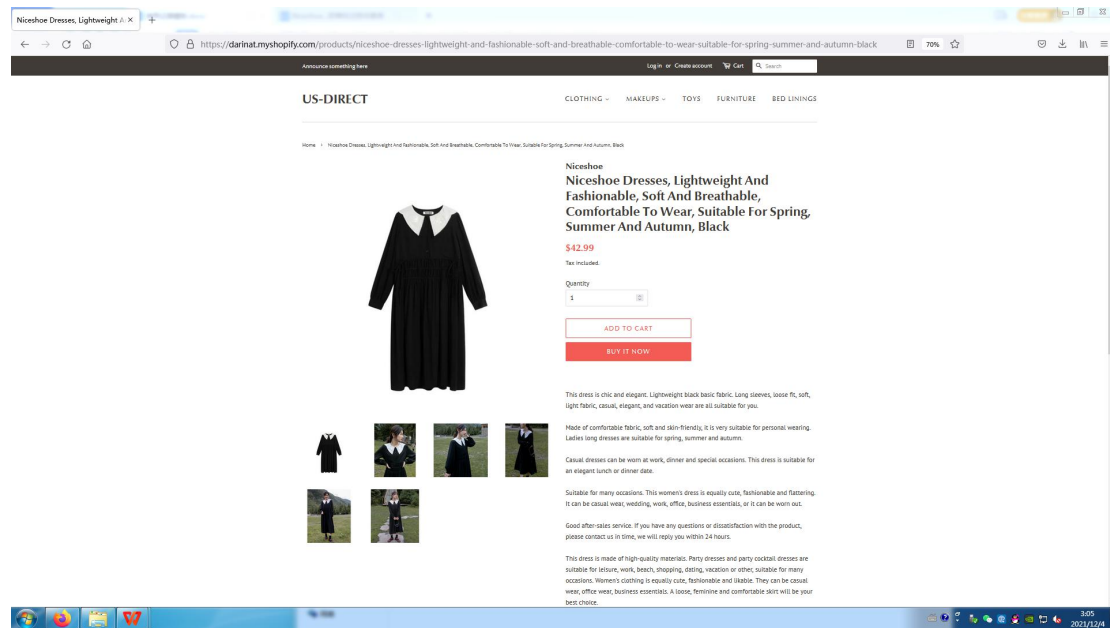 Niceshoe Dresses, Lightweight A
https://darinat.myshopify.com/products/niceshoe-dresses-lightweight-and-fashionable-soft-and-breathable-comfortable-to-wear-suitable-for-spring-summer-and-autumn-black
70%
Announce something here
Log in or Create account Cart Search
US-DIRECT
CLOTHING MAKEUPS TOYS FURNITURE BED LININGS
Home › Niceshoe Dresses, Lightweight And Fashionable, Soft And Breathable, Comfortable To Wear, Suitable For Spring, Summer And Autumn, Black
Niceshoe
Niceshoe Dresses, Lightweight And
Fashionable, Soft And Breathable,
Comfortable To Wear, Suitable For Spring,
Summer And Autumn, Black
$42.99
Tax included.
Quantity
1
ADD TO CART
BUY IT NOW
This dress is chic and elegant. Lightweight black basic fabric. Long sleeves, loose fit, soft,
light fabric, casual, elegant, and vacation wear are all suitable for you.
Made of comfortable fabric, soft and skin-friendly, it is very suitable for personal wearing.
Ladies long dresses are suitable for spring, summer and autumn.
Casual dresses can be worn at work, dinner and special occasions. This dress is suitable for
an elegant lunch or dinner date.
Suitable for many occasions. This women's dress is equally cute, fashionable and flattering.
It can be casual wear, wedding, work, office, business essentials, or it can be worn out.
Good after-sales service. If you have any questions or dissatisfaction with the product,
please contact us in time, we will reply you within 24 hours.
This dress is made of high-quality materials. Party dresses and party cocktail dresses are
suitable for leisure, work, beach, shopping, dating, vacation or other, suitable for many
occasions. Women's clothing is equally cute, fashionable and likable. They can be casual
wear, office wear, business essentials. A loose, feminine and comfortable skirt will be your
best choice.
3:05
2021/12/4